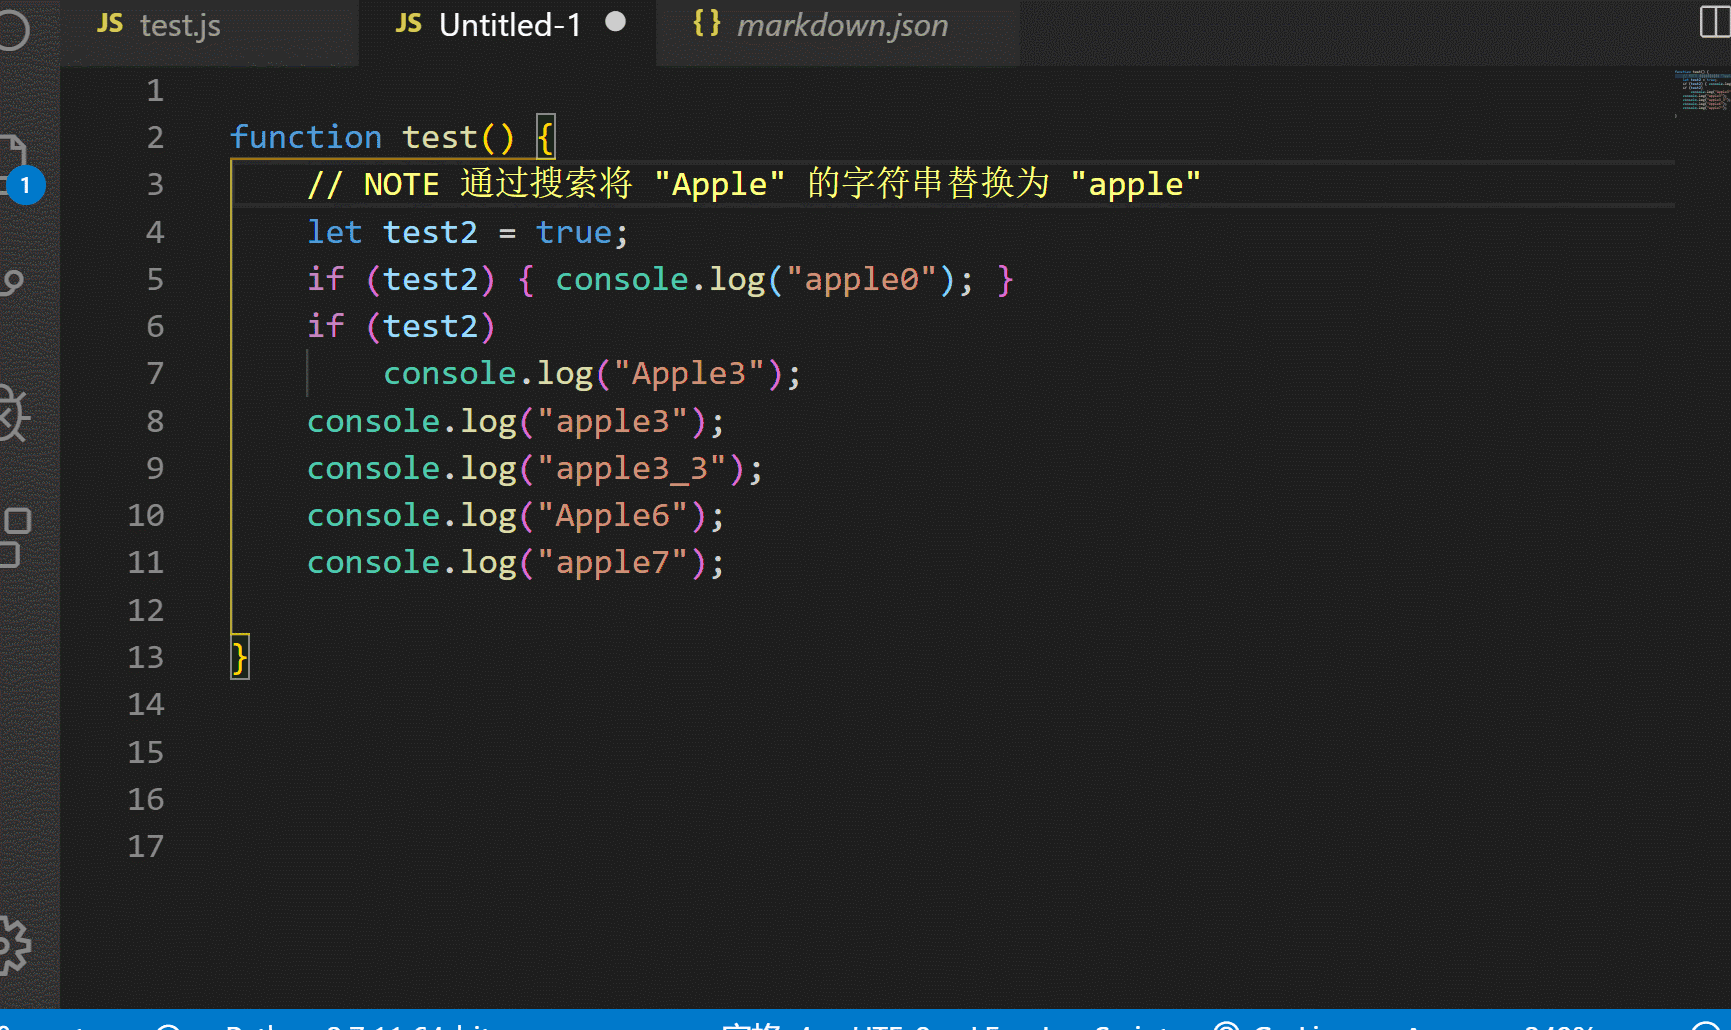 JS test.js JS Untitled-1 { } markdown.json
1
2 function test() {
3 // NOTE 通过搜索将 "Apple" 的字符串替换为 "apple"
4 let test2 = true;
5 if (test2) { console.log("apple0"); }
6 if (test2)
7 console.log("Apple3");
8 console.log("apple3");
9 console.log("apple3_3");
10 console.log("Apple6");
11 console.log("apple7");
12
13 }
14
15
16
17
1